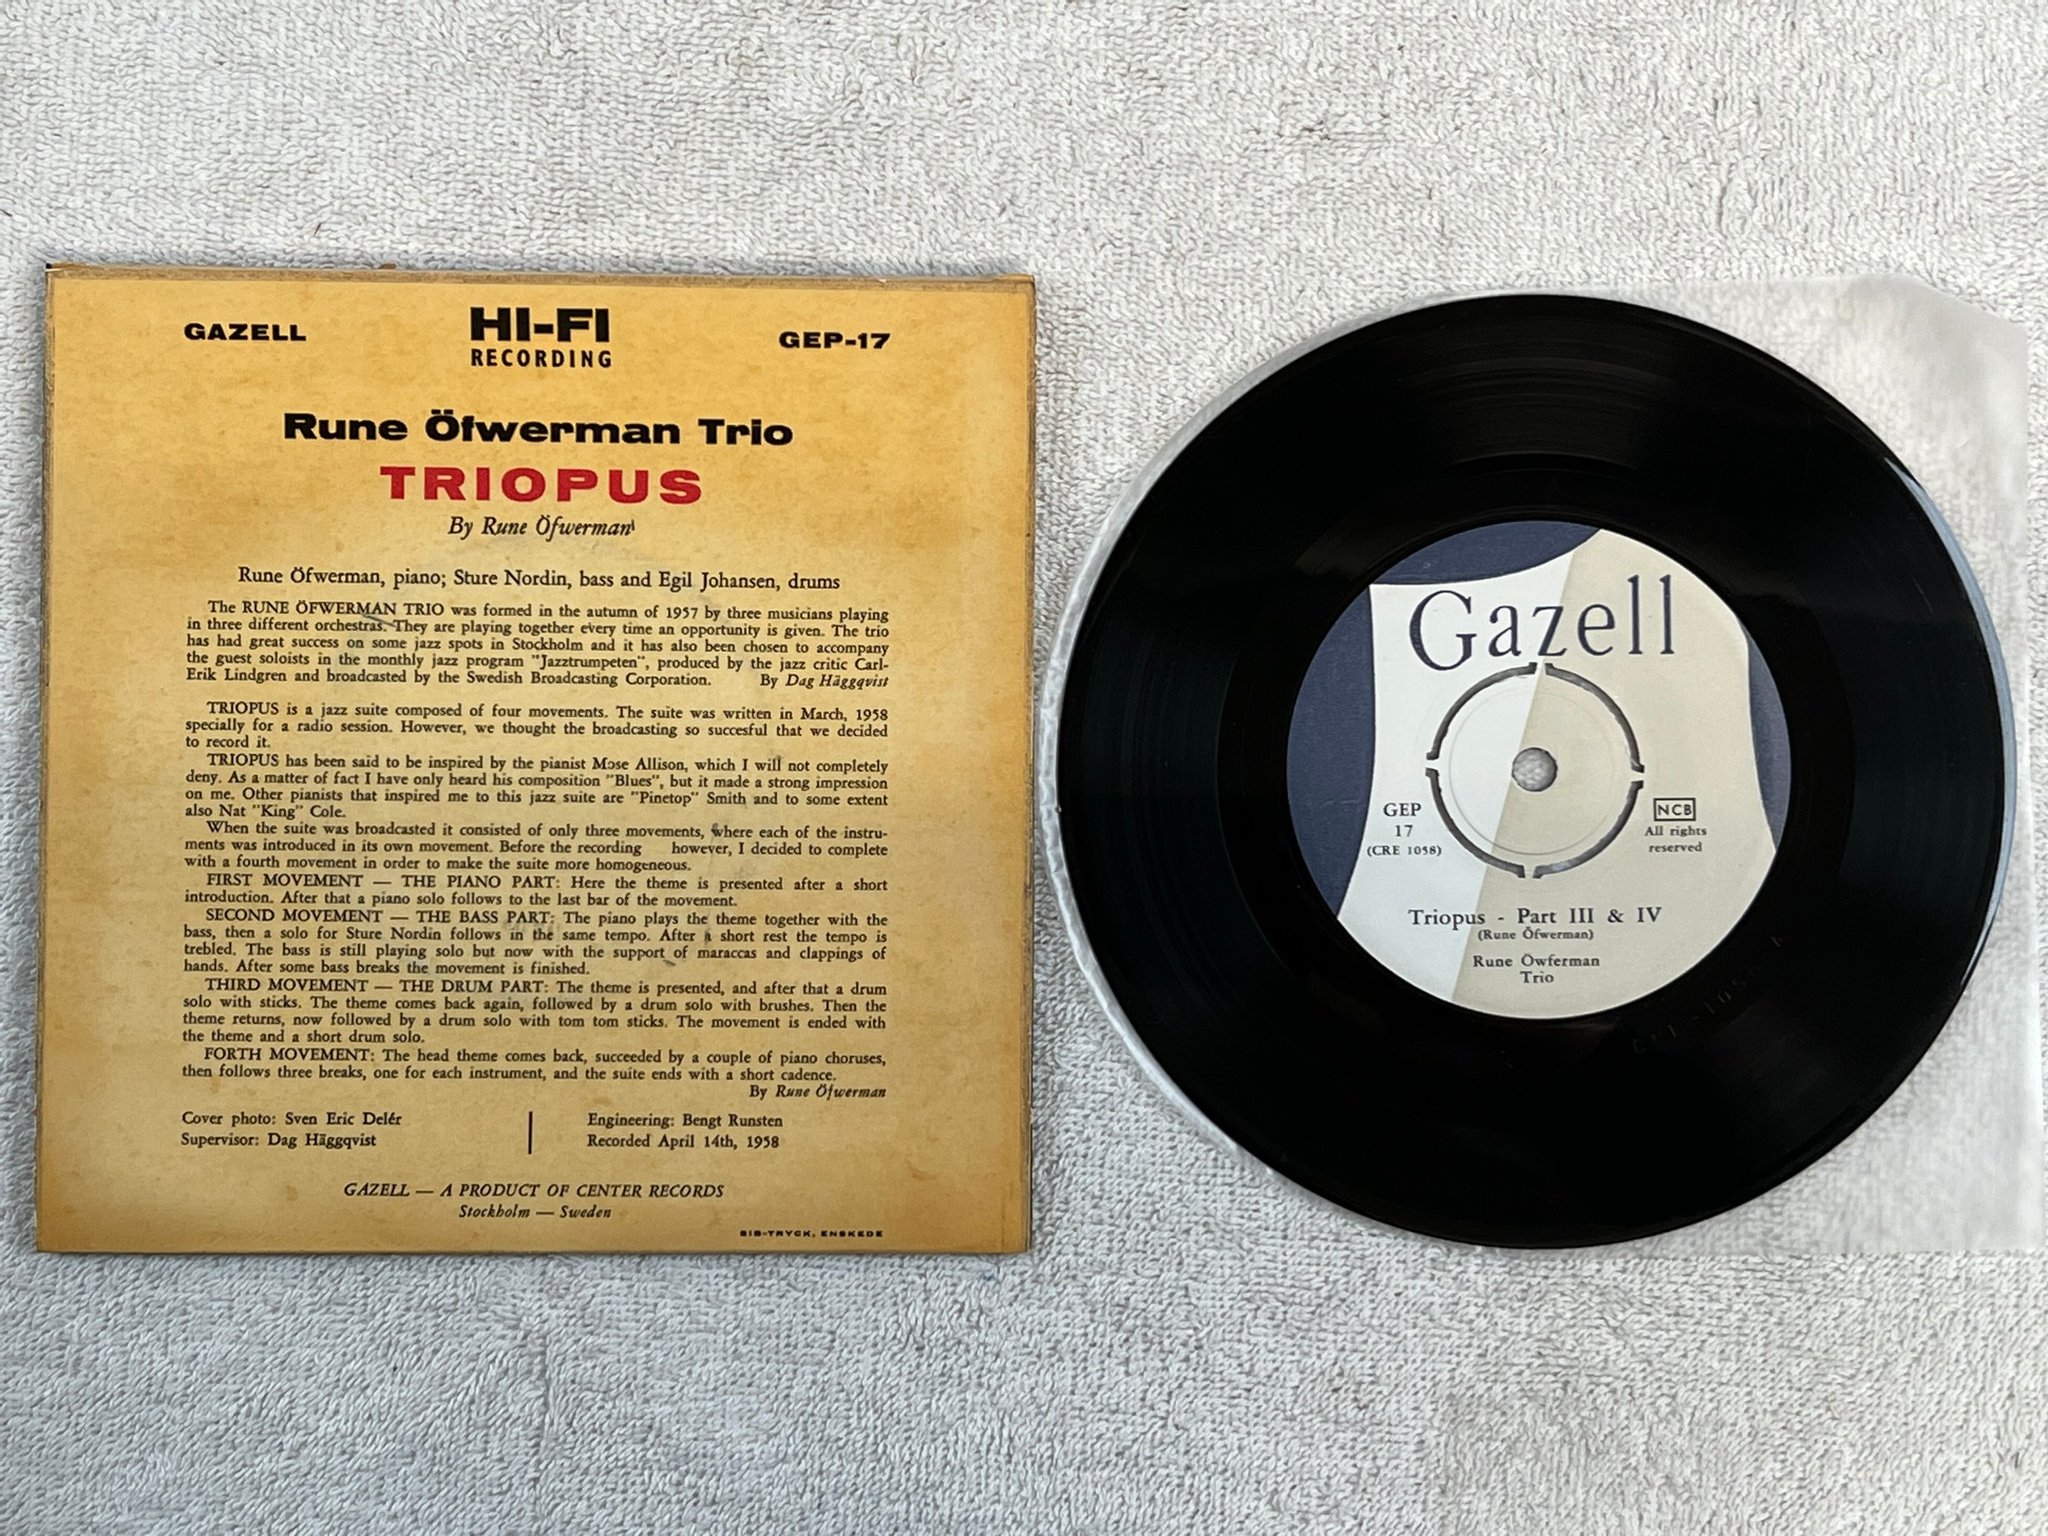 GAZELL
HI-FI
RECORDING
GEP-17
Rune Öfwerman Trio
TRIOPUS
By Rune Öfwerman
Rune Öfwerman, piano; Sture Nordin, bass and Egil Johansen, drums
The RUNE ÖFWERMAN TRIO was formed in the autumn of 1957 by three musicians playing
in three different orchestras. They are playing together every time an opportunity is given. The trio
has had great success on some jazz spots in Stockholm and it has also been chosen to accompany
the guest soloists in the monthly jazz program "Jazztrumpeten", produced by the jazz critic Carl-
Erik Lindgren and broadcasted by the Swedish Broadcasting Corporation. By Dag Häggqvist
TRIOPUS is a jazz suite composed of four movements. The suite was written in March, 1958
specially for a radio session. However, we thought the broadcasting so succesful that we decided
to record it.
TRIOPUS has been said to be inspired by the pianist Mose Allison, which I will not completely
deny. As a matter of fact I have only heard his composition "Blues", but it made a strong impression
on me. Other pianists that inspired me to this jazz suite are "Pinetop" Smith and to some extent
also Nat "King" Cole.
When the suite was broadcasted it consisted of only three movements, where each of the instru-
ments was introduced in its own movement. Before the recording however, I decided to complete
with a fourth movement in order to make the suite more homogeneous.
FIRST MOVEMENT — THE PIANO PART: Here the theme is presented after a short
introduction. After that a piano solo follows to the last bar of the movement.
SECOND MOVEMENT — THE BASS PART: The piano plays the theme together with the
bass, then a solo for Sture Nordin follows in the same tempo. After a short rest the tempo is
trebled. The bass is still playing solo but now with the support of maraccas and clappings of
hands. After some bass breaks the movement is finished.
THIRD MOVEMENT — THE DRUM PART: The theme is presented, and after that a drum
solo with sticks. The theme comes back again, followed by a drum solo with brushes. Then the
theme returns, now followed by a drum solo with tom tom sticks. The movement is ended with
the theme and a short drum solo.
FORTH MOVEMENT: The head theme comes back, succeeded by a couple of piano choruses,
then follows three breaks, one for each instrument, and the suite ends with a short cadence.
By Rune Öfwerman
Cover photo: Sven Eric Delér
Supervisor: Dag Häggqvist
Engineering: Bengt Runsten
Recorded April 14th, 1958
GAZELL — A PRODUCT OF CENTER RECORDS
Stockholm — Sweden
SIB-TRYCK, ENSKEDE
Gazell
GEP
17
(CRE 1058)
NCB
All rights
reserved
Triopus - Part III & IV
(Rune Öfwerman)
Rune Öwferman
Trio